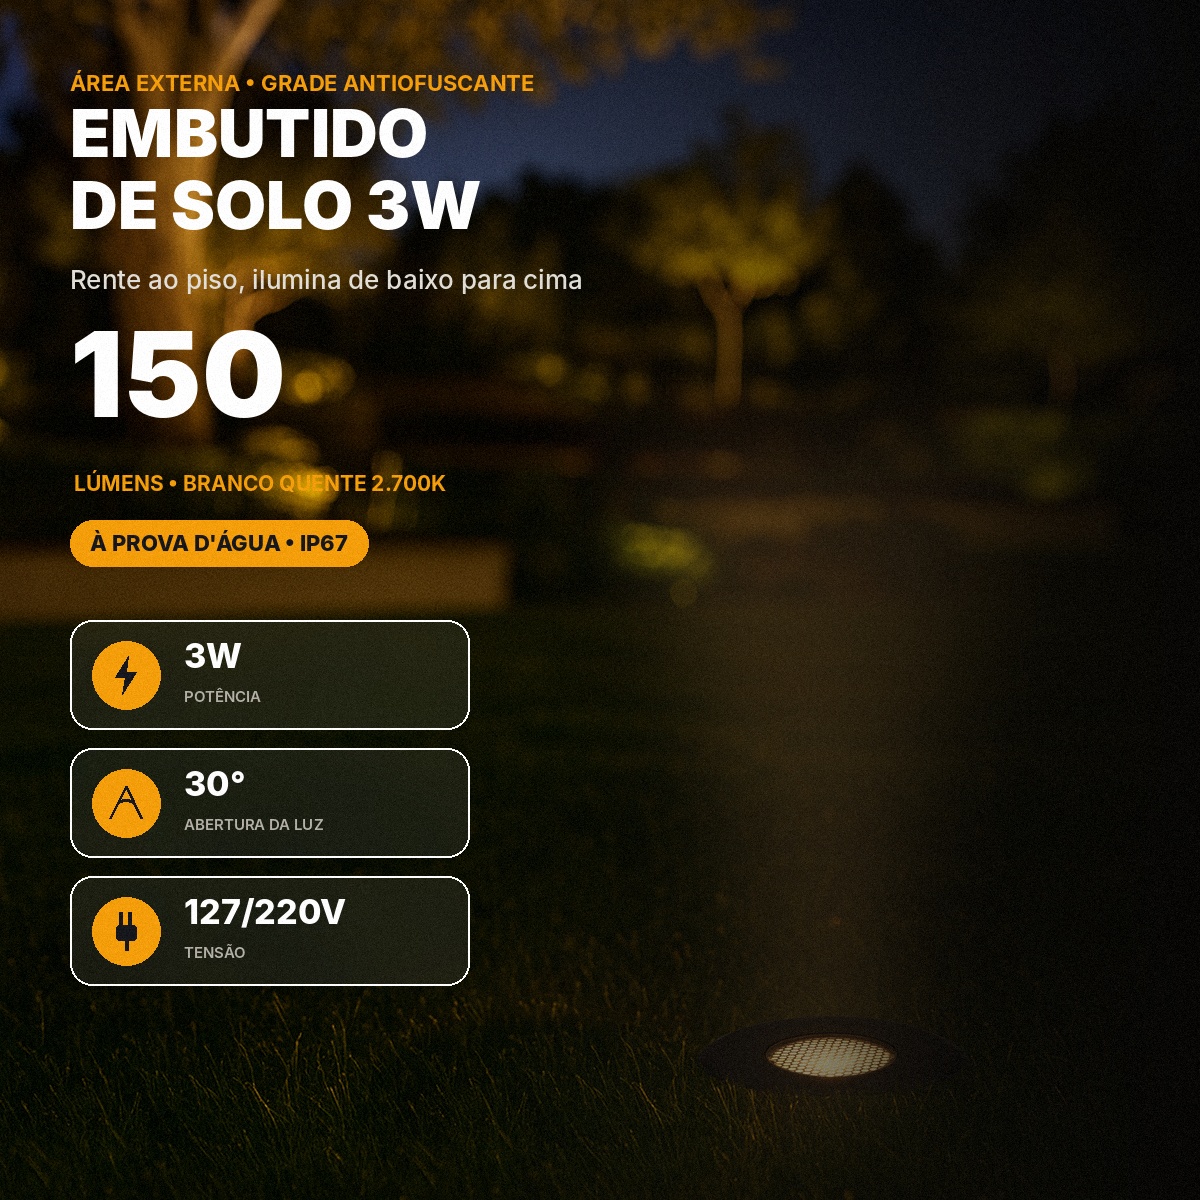 ÁREA EXTERNA • GRADE ANTIOFUSCANTE
EMBUTIDO
DE SOLO 3W
Rente ao piso, ilumina de baixo para cima
150
LÚMENS • BRANCO QUENTE 2.700K
À PROVA D'ÁGUA • IP67
3W
POTÊNCIA
30°
ABERTURA DA LUZ
127/220V
TENSÃO